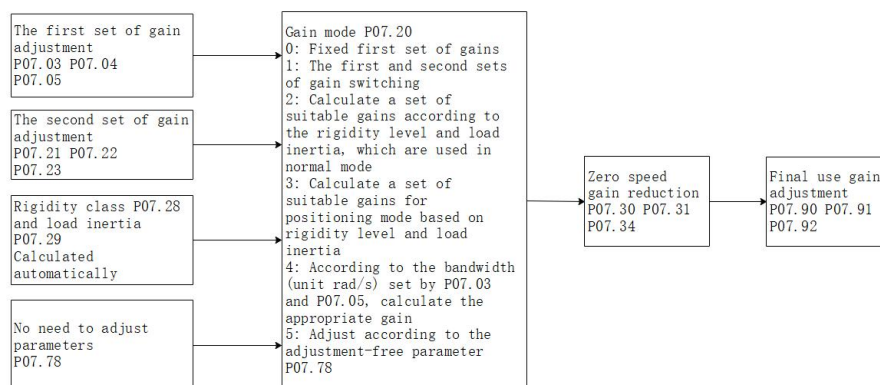 The first set of gain
adjustment
P07.03 P07.04
P07.05
The second set of gain
adjustment
P07.21 P07.22
P07.23
Rigidity class P07.28
and load inertia
P07.29
Calculated
automatically
No need to adjust
parameters
P07.78
Gain mode P07.20
0: Fixed first set of gains
1: The first and second sets
of gain switching
2: Calculate a set of
suitable gains according to
the rigidity level and load
inertia, which are used in
normal mode
3: Calculate a set of
suitable gains for
positioning mode based on
rigidity level and load
inertia
4: According to the bandwidth
(unit rad/s) set by P07.03
and P07.05, calculate the
appropriate gain
5: Adjust according to the
adjustment-free parameter
P07.78
Zero speed
gain reduction
P07.30 P07.31
P07.34
Final use gain
adjustment
P07.90 P07.91
P07.92